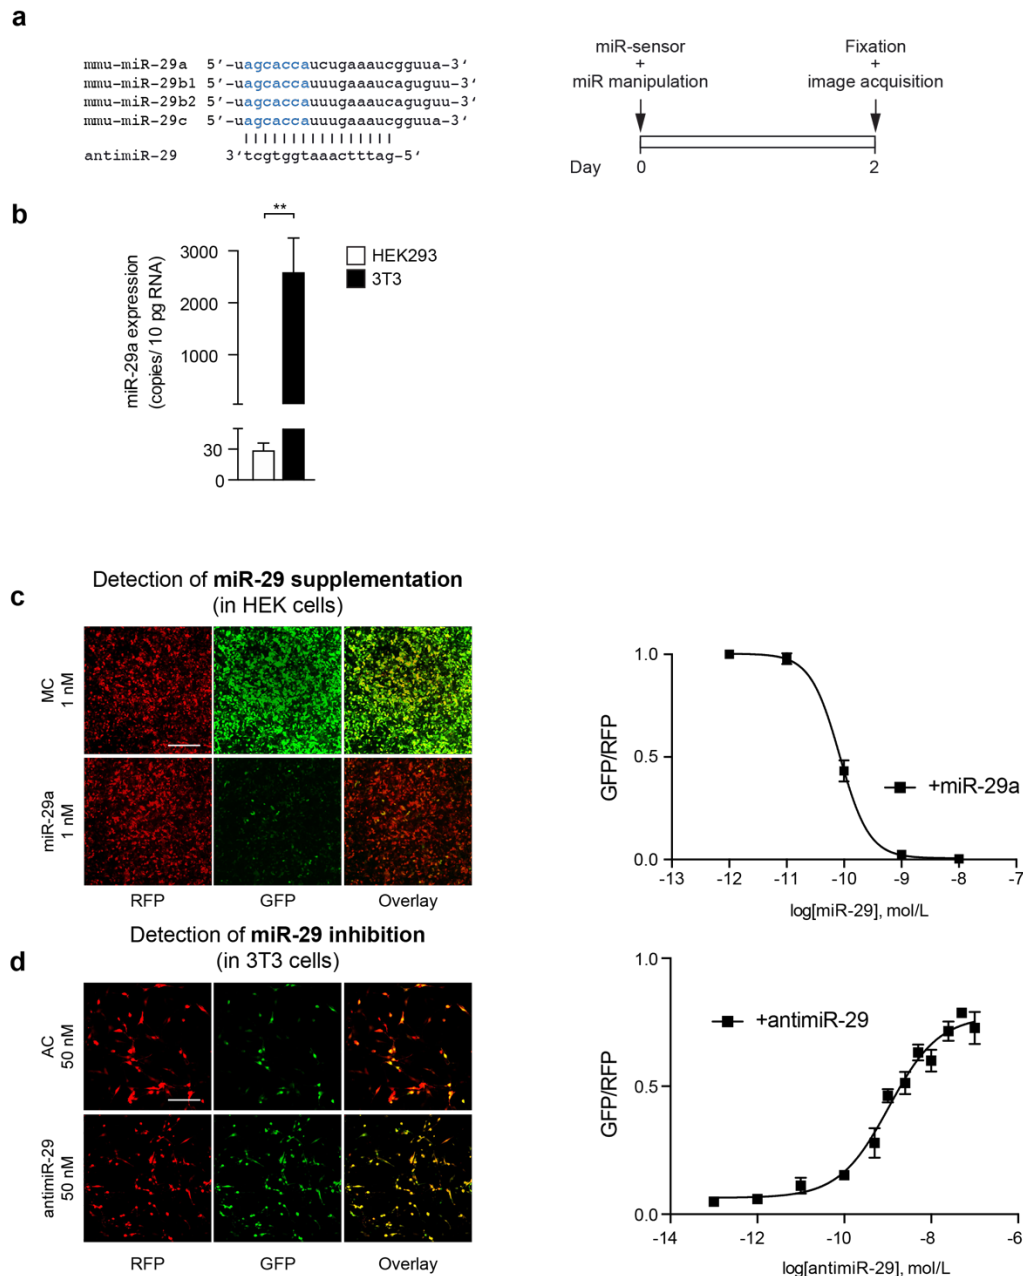 a
mmu-miR-29a 5’-uagcaccaucugaaaucgguua-3’
mmu-miR-29b1 5’-uagcaccauuugaaaucaguguu-3’
mmu-miR-29b2 5’-uagcaccauuugaaaucaguguu-3’
mmu-miR-29c 5’-uagcaccauuugaaaucgguua-3’
antimiR-29 3‘tcgtggtaaactttag-5‘
miR-sensor
+
miR manipulation
Fixation
+
image acquisition
Day 0 2
b
**
miR-29a expression
(copies/ 10 pg RNA)
3000
2000
1000
30
0
HEK293
3T3
c
Detection of miR-29 supplementation
(in HEK cells)
MC
1 nM
miR-29a
1 nM
RFP GFP Overlay
GFP/RFP
1.0
0.5
0.0
+miR-29a
-13 -12 -11 -10 -9 -8 -7
log[miR-29], mol/L
d
Detection of miR-29 inhibition
(in 3T3 cells)
AC
50 nM
antimiR-29
50 nM
RFP GFP Overlay
GFP/RFP
1.0
0.5
0.0
+antimiR-29
-14 -12 -10 -8 -6
log[antimiR-29], mol/L